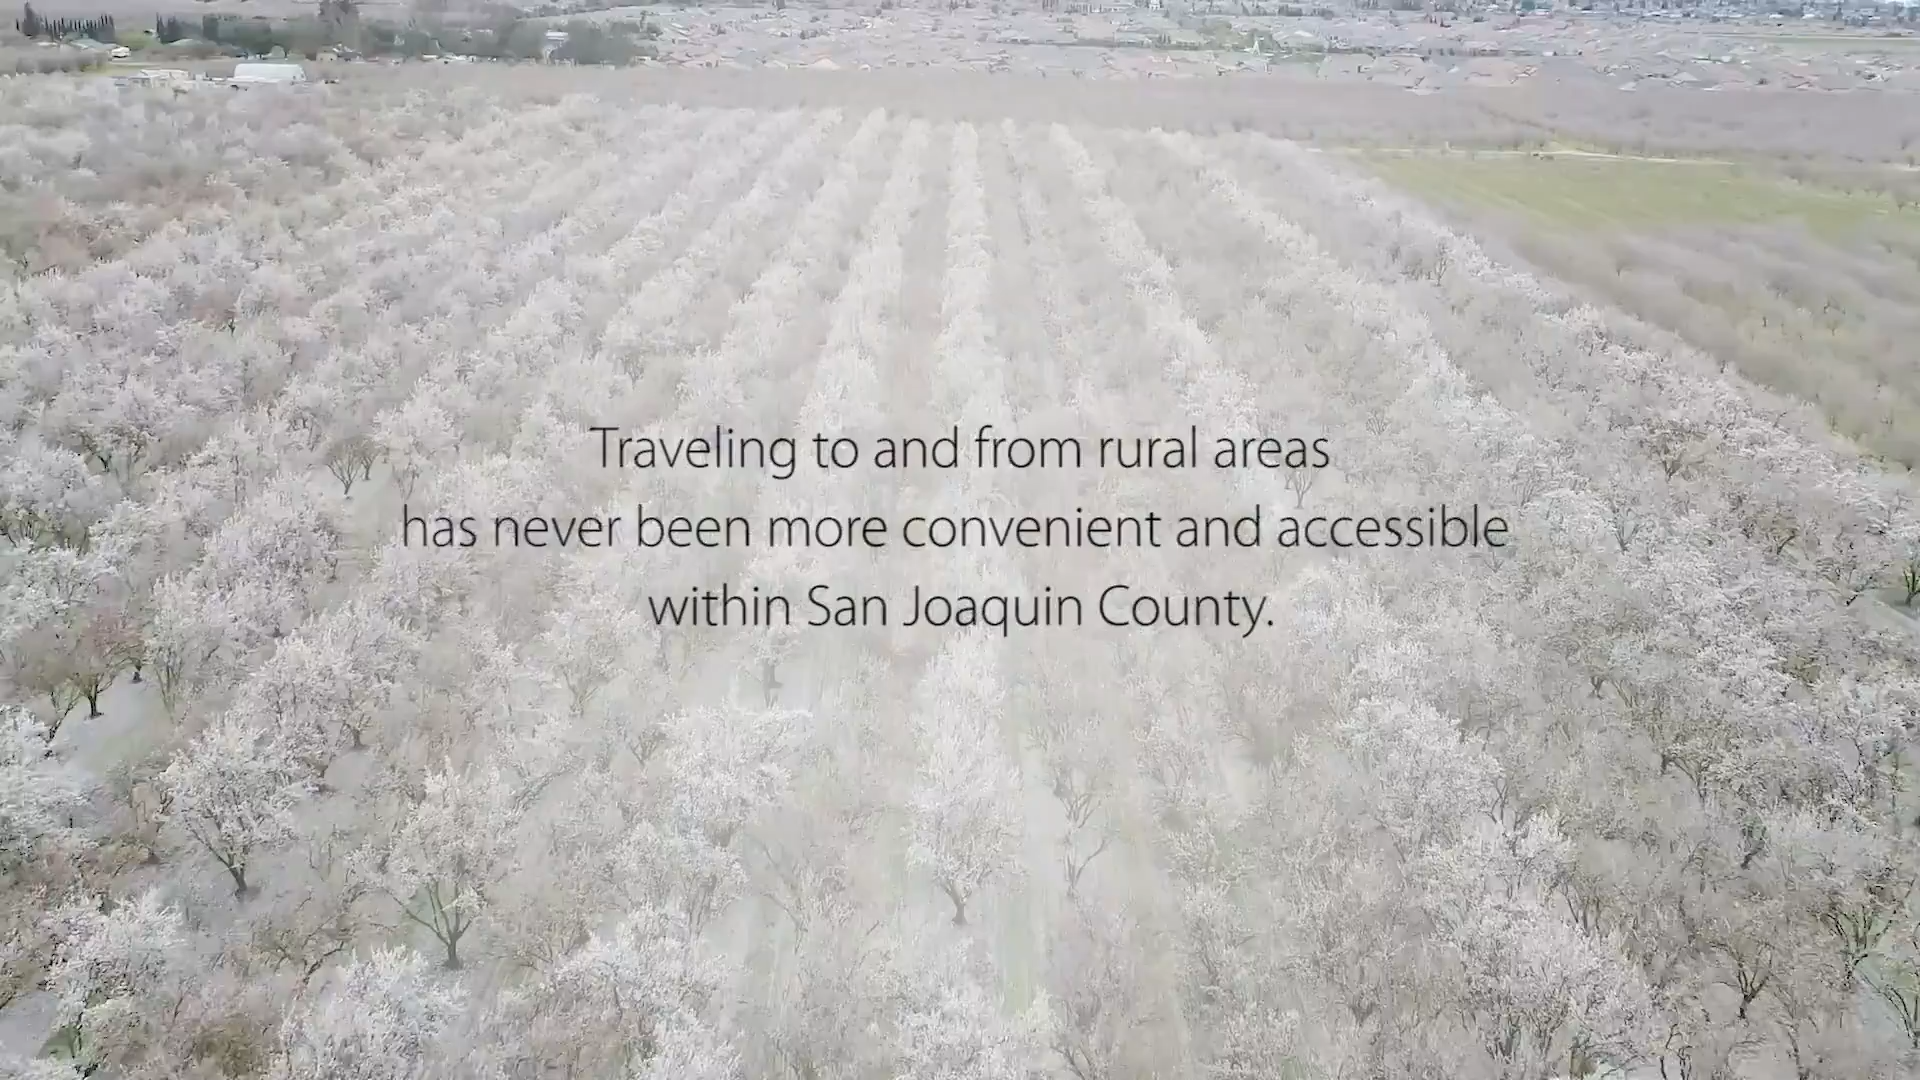 Traveling to and from rural areas
has never been more convenient and accessible
within San Joaquin County.